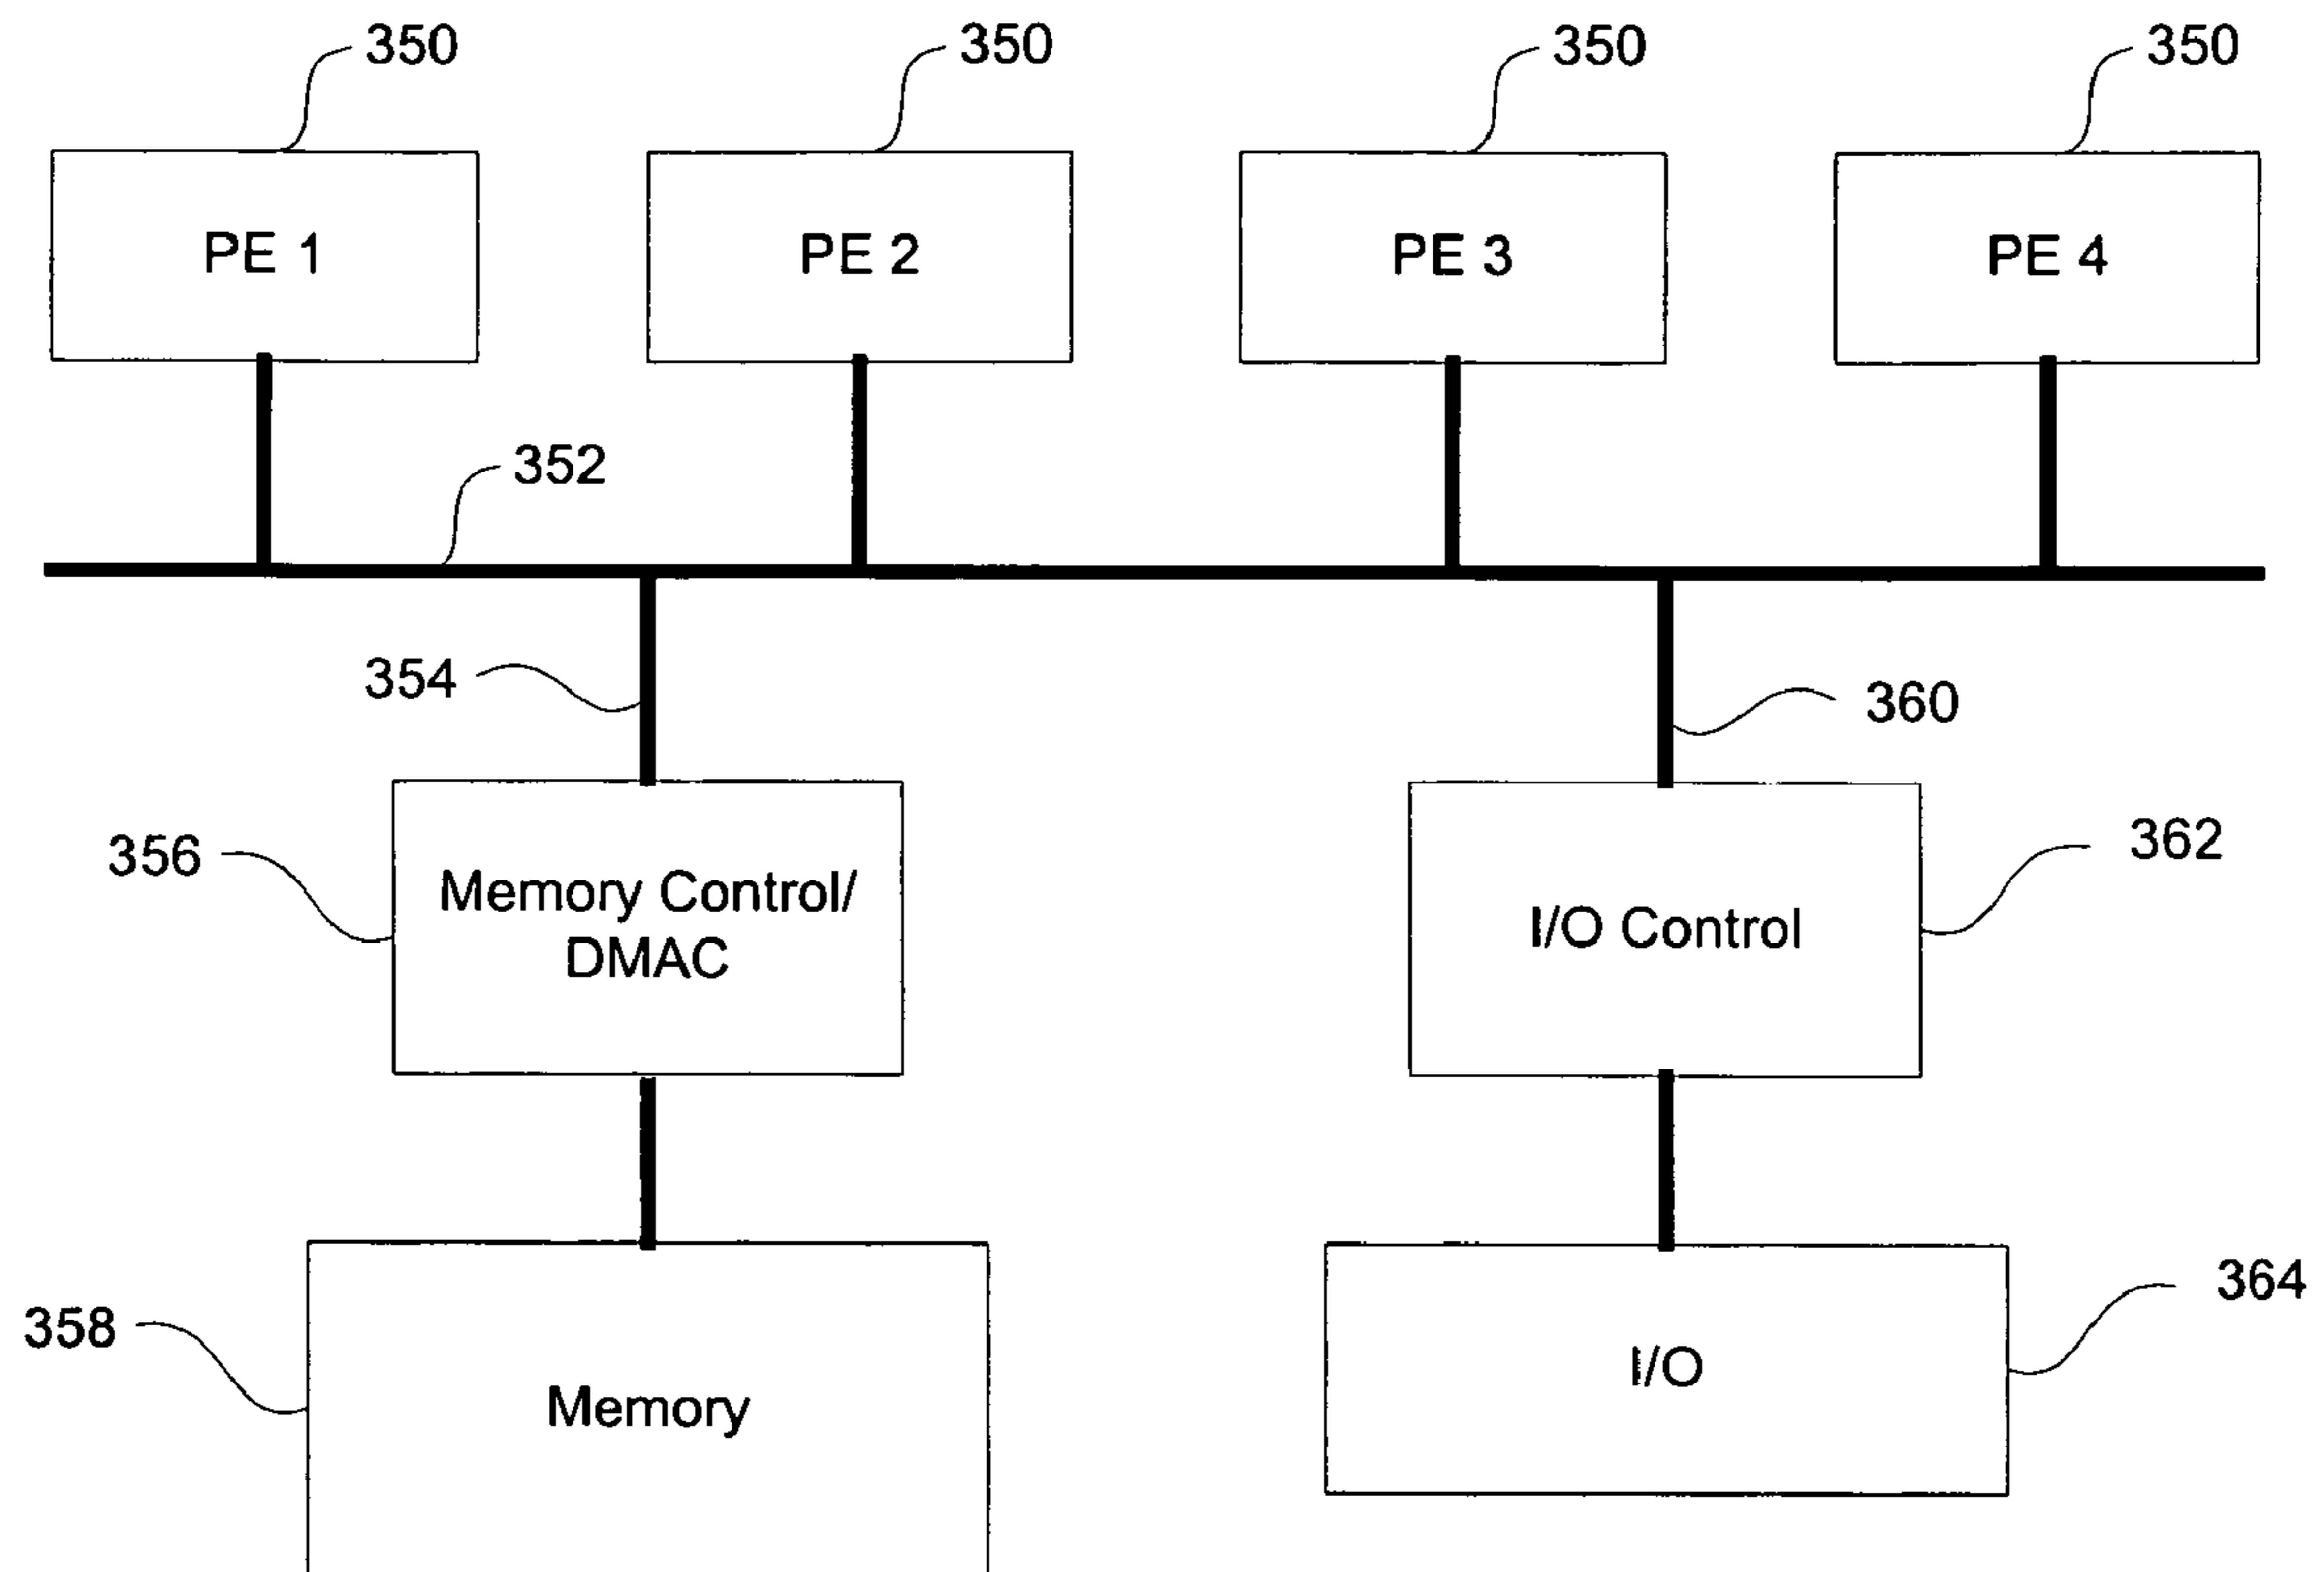 350
350
350
350
PE 1
PE 2
PE 3
PE 4
352
354
360
356
Memory Control/
DMAC
I/O Control
362
358
Memory
I/O
364